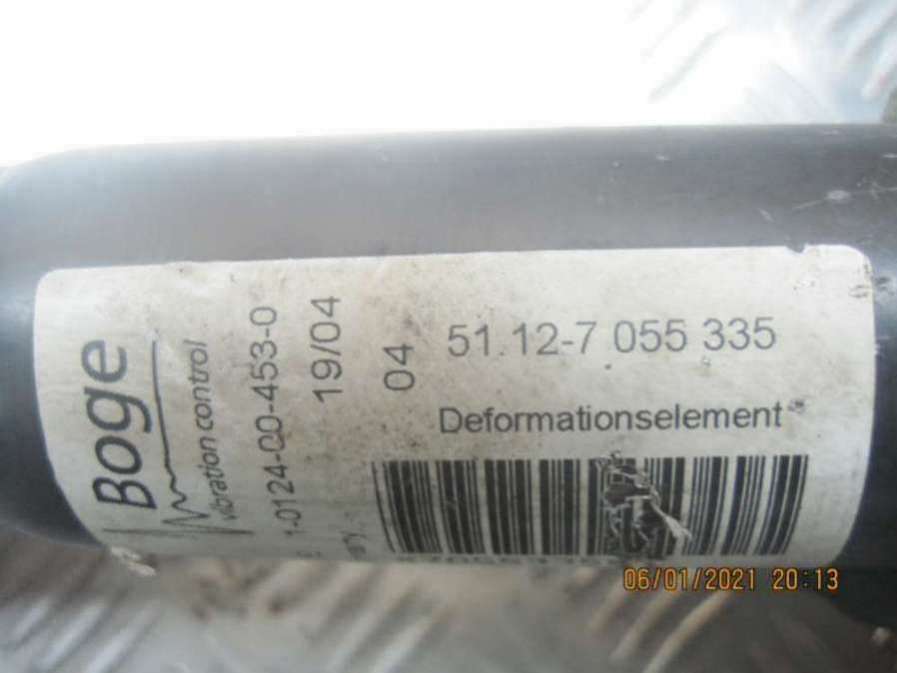 Boge
vibration control
1-0124-00-453-0
19/04
04
51.12-7 055 335
Deformationselement
06/01/2021 20:13